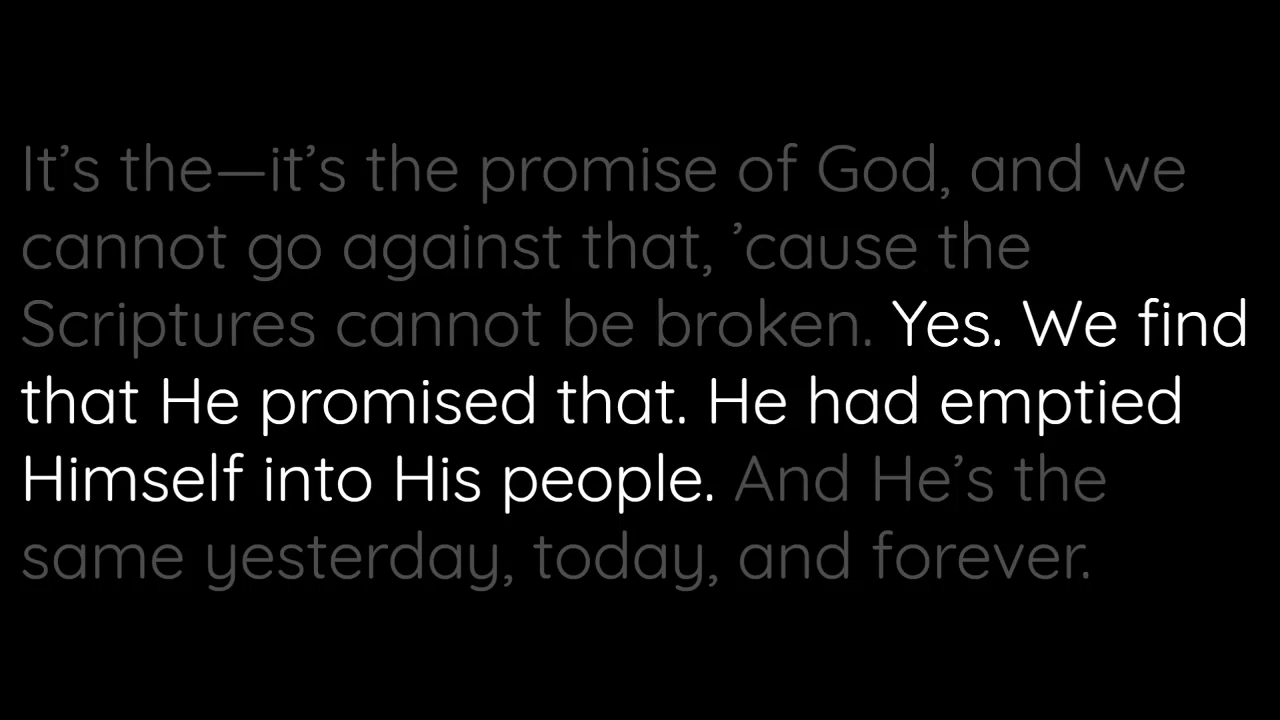 It’s the—it’s the promise of God, and we
cannot go against that, ’cause the
Scriptures cannot be broken. Yes. We find
that He promised that. He had emptied
Himself into His people. And He’s the
same yesterday, today, and forever.